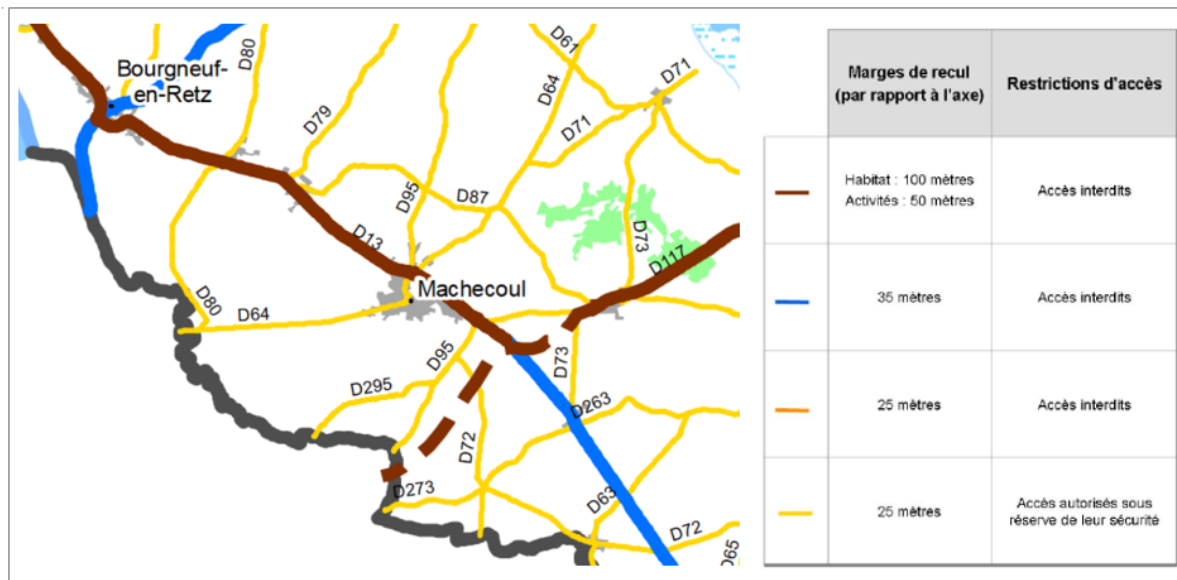 D61
D80
D71
Bourgneuf-
en-Retz
D64
D79
D71
D95
D87
D73
D13
D117
Machecoul
D80
D64
D73
D95
D295
D263
D72
D273
D63
D72
D65
Marges de recul
(par rapport à l'axe)
Restrictions d'accès
Habitat : 100 mètres
Activités : 50 mètres
Accès interdits
35 mètres
Accès interdits
25 mètres
Accès interdits
25 mètres
Accès autorisés sous
réserve de leur sécurité